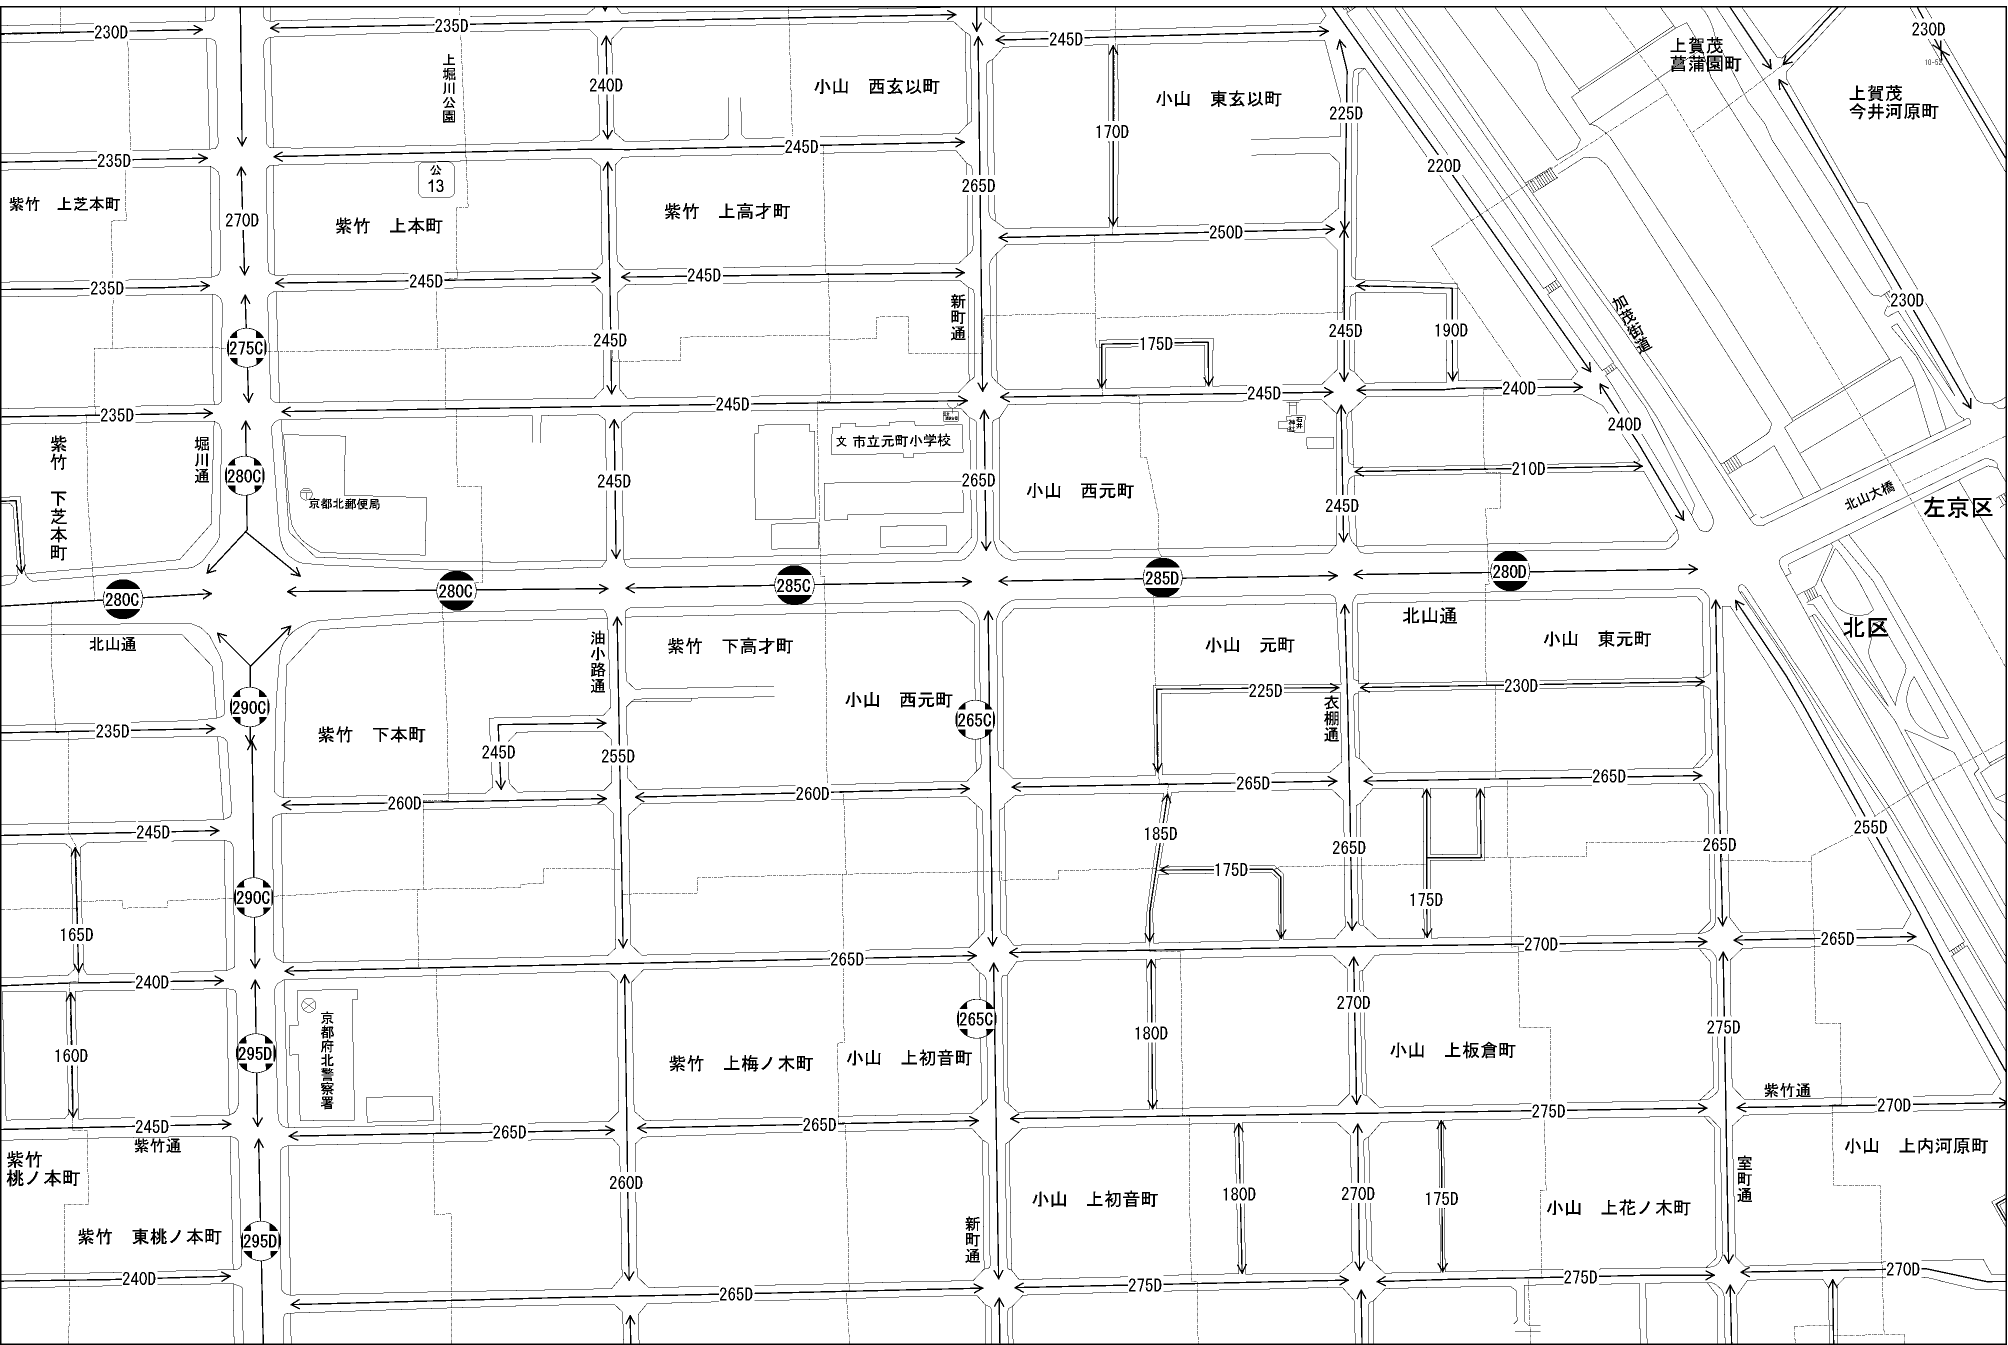 230D
235D
245D
230D
上賀茂
菖蒲園町
上堀川公園
240D
小山 西玄以町
小山 東玄以町
225D
上賀茂
今井河原町
170D
235D
245D
220D
公
13
265D
紫竹 上芝本町
270D
紫竹 上本町
紫竹 上高才町
250D
235D
245D
245D
新町通
190D
230D
加茂街道
275C
245D
175D
245D
235D
245D
245D
240D
240D
紫竹 下芝本町
堀川通
280C
文 市立元町小学校
石井神社
210D
京都北郵便局
245D
265D
小山 西元町
245D
北山大橋
左京区
280C
280C
285C
285D
280D
北山通
北山通
油小路通
紫竹 下高才町
小山 元町
小山 東元町
北区
290C
小山 西元町
225D
230D
235D
紫竹 下本町
245D
255D
265C
衣棚通
260D
260D
265D
265D
245D
185D
265D
265D
255D
290C
175D
175D
165D
240D
265D
270D
265D
京都府北警察署
265C
270D
160D
295D
180D
275D
紫竹 上梅ノ木町
小山 上初音町
小山 上板倉町
紫竹通
245D
265D
265D
275D
270D
紫竹通
紫竹
桃ノ本町
小山 上内河原町
260D
小山 上初音町
180D
270D
175D
小山 上花ノ木町
室町通
紫竹 東桃ノ本町
295D
新町通
240D
265D
275D
275D
270D